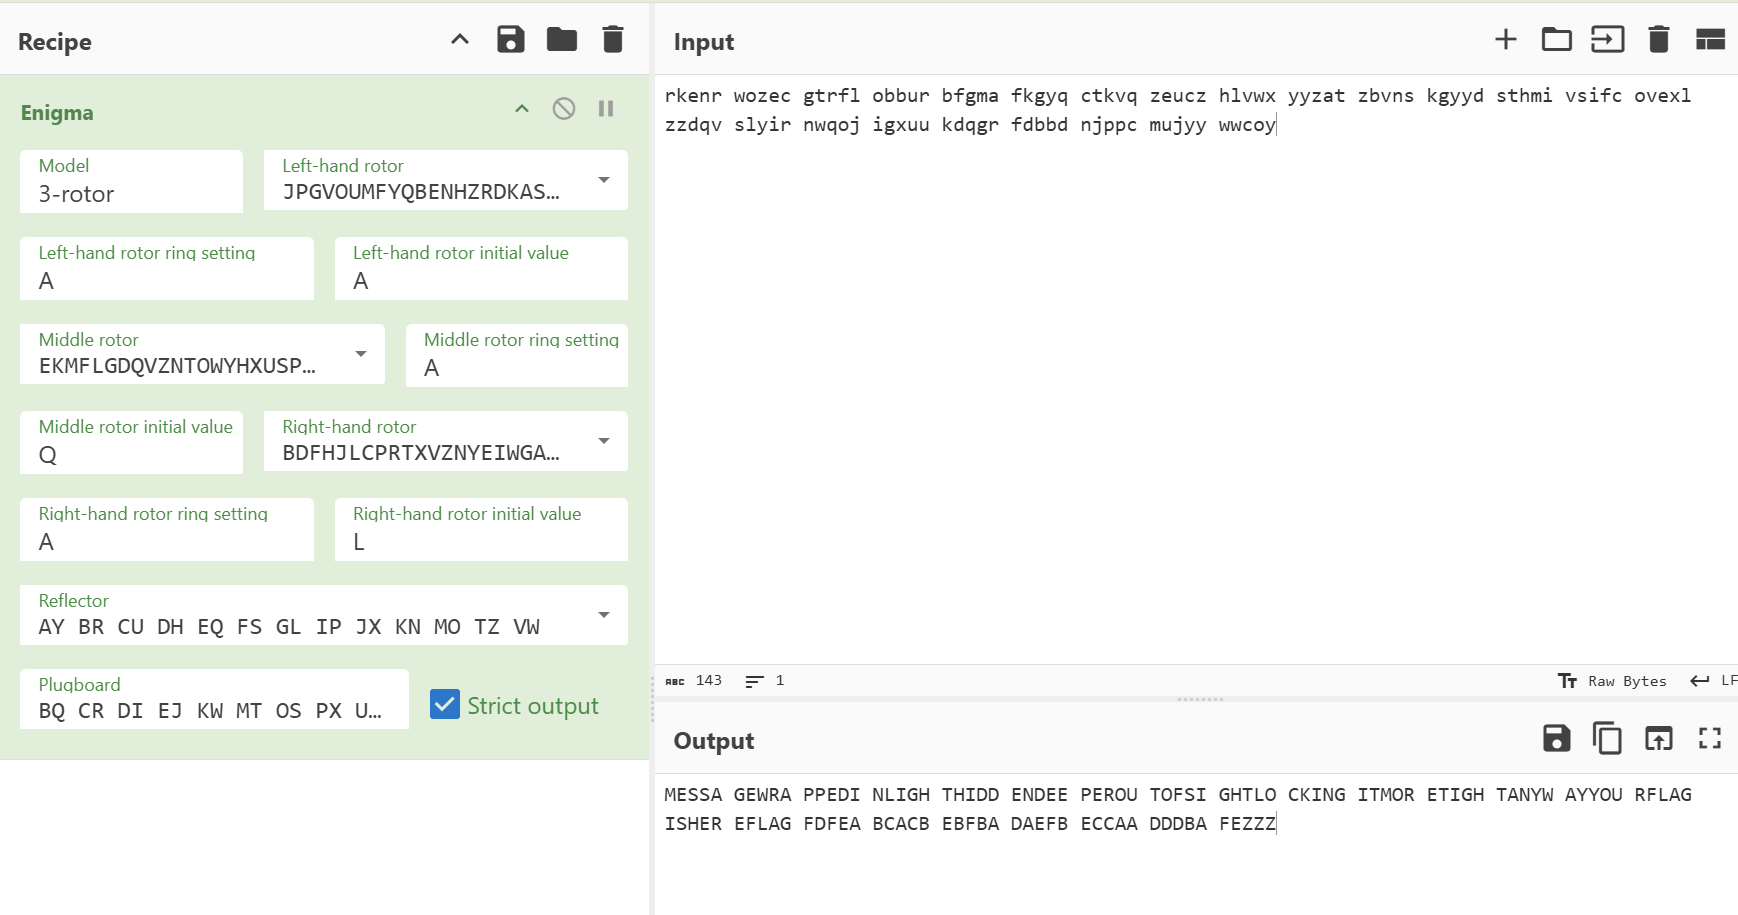 Recipe
Enigma
Model
3-rotor
Left-hand rotor
JPGVOUMFYQBENHZRDKAS...
Left-hand rotor ring setting
A
Left-hand rotor initial value
A
Middle rotor
EKMFLGDQVZNTOWYHXUSP...
Middle rotor ring setting
A
Middle rotor initial value
Q
Right-hand rotor
BDFHJLCPRTXVZNYEIWGA...
Right-hand rotor ring setting
A
Right-hand rotor initial value
L
Reflector
AY BR CU DH EQ FS GL IP JX KN MO TZ VW
Plugboard
BQ CR DI EJ KW MT OS PX U...
Strict output
Input
rkenr wozec gtrfl obbur bfgma fkgyq ctkvq zeucz hlvwx yyzat zbvns kgyyd sthmi vsifc ovexl
zzdqv slyir nwqoj igxuu kdqgr fdbbd njppc mujyy wwcoy
ABC 143 1
Raw Bytes LF
Output
MESSA GEWRA PPEDI NLIGH THIDD ENDEE PEROU TOFSI GHTLO CKING ITMOR ETIGH TANYW AYYOU RFLAG
ISHER EFLAG FDFEA BCACB EBFBA DAEFB ECCAA DDDBA FEZZZ